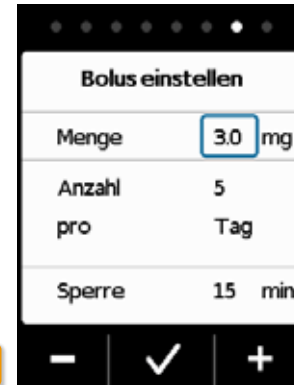 Bolus einstellen
Menge 3.0 mg
Anzahl 5
pro Tag
Sperre 15 min